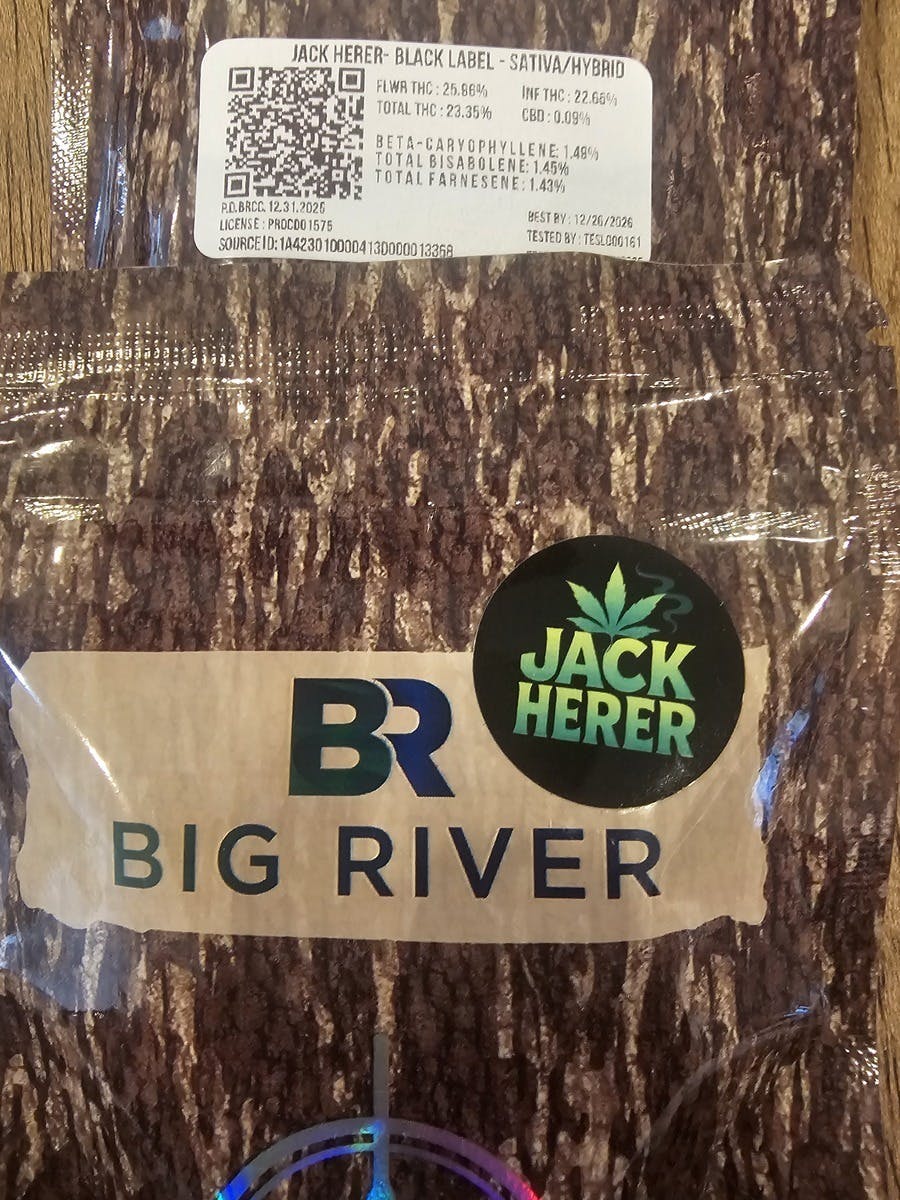 JACK HERER- BLACK LABEL - SATIVA/HYBRID
FLWR THC : 25.86% INF THC : 22.66%
TOTAL THC : 23.35% CBD : 0.09%
BETA-CARYOPHYLLENE: 1.48%
TOTAL BISABOLENE: 1.45%
TOTAL FARNESENE: 1.43%
P.D.BRCC. 12.31.2025
LICENSE : PROC001575
SOURCE ID: 1A423010000413D000013368
BEST BY : 12/26/2026
TESTED BY : TESL000161
JACK
HERER
BR
BIG RIVER